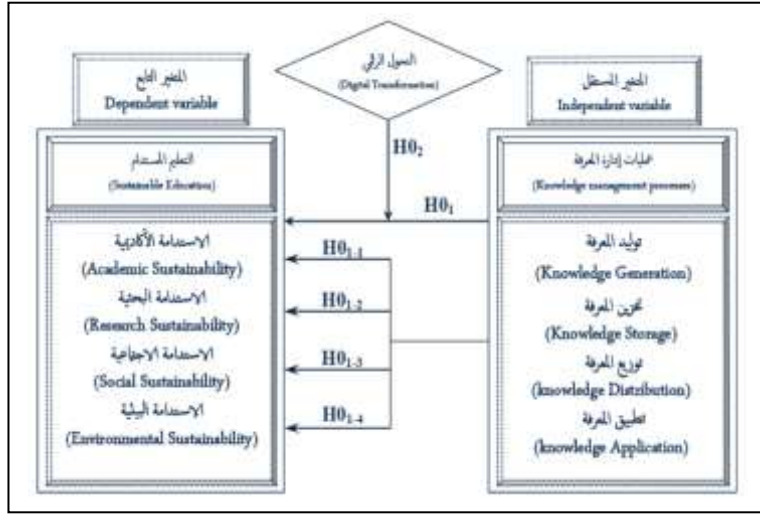 التحول الرقمي
(Digital Transformation)
المتغير المستقل
Independent variable
المتغير التابع
Dependent variable
عمليات إدارة المعرفة
(Knowledge management processes)
التعليم المستدام
(Sustainable Education)
H0₂
H0₁
توليد المعرفة
(Knowledge Generation)
تخزين المعرفة
(Knowledge Storage)
توزيع المعرفة
(knowledge Distribution)
تطبيق المعرفة
(knowledge Application)
H0₁₋₁
H0₁₋₂
H0₁₋₃
H0₁₋₄
الاستدامة الأكاديمية
(Academic Sustainability)
الاستدامة البحثية
(Research Sustainability)
الاستدامة الاجتماعية
(Social Sustainability)
الاستدامة البيئية
(Environmental Sustainability)